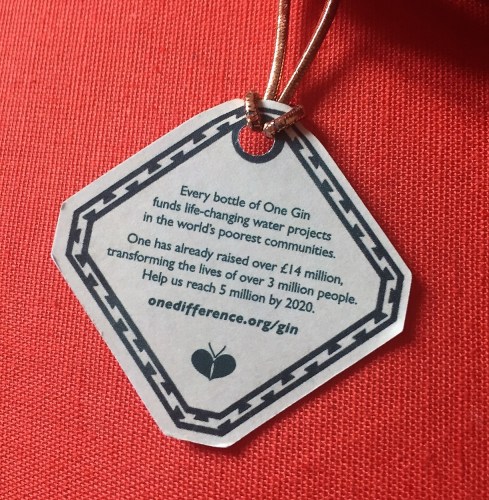 Every bottle of One Gin
funds life-changing water projects
in the world's poorest communities.
One has already raised over £14 million,
transforming the lives of over 3 million people.
Help us reach 5 million by 2020.
onedifference.org/gin